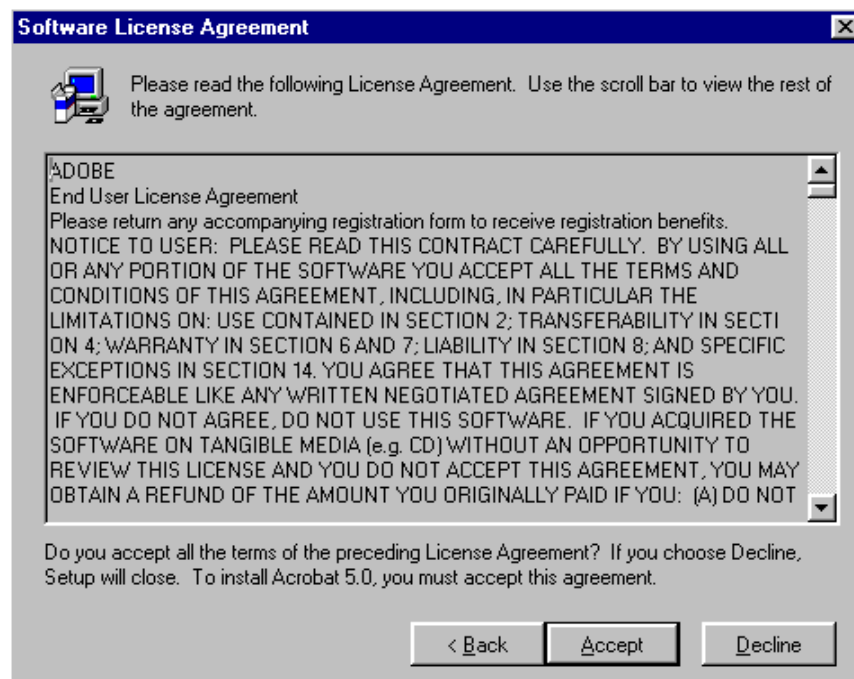 Software License Agreement
Please read the following License Agreement.  Use the scroll bar to view the rest of
the agreement.
ADOBE
End User License Agreement
Please return any accompanying registration form to receive registration benefits.
NOTICE TO USER:  PLEASE READ THIS CONTRACT CAREFULLY.  BY USING ALL
OR ANY PORTION OF THE SOFTWARE YOU ACCEPT ALL THE TERMS AND
CONDITIONS OF THIS AGREEMENT, INCLUDING, IN PARTICULAR THE
LIMITATIONS ON: USE CONTAINED IN SECTION 2; TRANSFERABILITY IN SECTI
ON 4; WARRANTY IN SECTION 6 AND 7; LIABILITY IN SECTION 8; AND SPECIFIC
EXCEPTIONS IN SECTION 14. YOU AGREE THAT THIS AGREEMENT IS
ENFORCEABLE LIKE ANY WRITTEN NEGOTIATED AGREEMENT SIGNED BY YOU.
IF YOU DO NOT AGREE, DO NOT USE THIS SOFTWARE.  IF YOU ACQUIRED THE
SOFTWARE ON TANGIBLE MEDIA (e.g. CD) WITHOUT AN OPPORTUNITY TO
REVIEW THIS LICENSE AND YOU DO NOT ACCEPT THIS AGREEMENT, YOU MAY
OBTAIN A REFUND OF THE AMOUNT YOU ORIGINALLY PAID IF YOU:  (A) DO NOT
Do you accept all the terms of the preceding License Agreement?  If you choose Decline,
Setup will close.  To install Acrobat 5.0, you must accept this agreement.
< Back Accept Decline